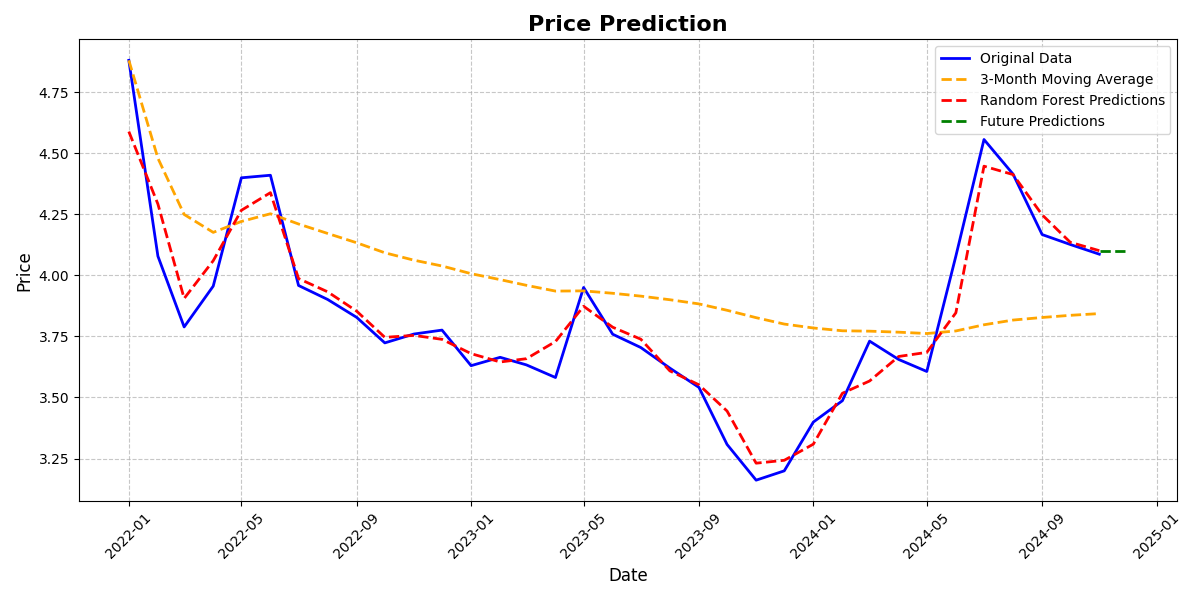 Price Prediction
Original Data
3-Month Moving Average
Random Forest Predictions
Future Predictions
Price
4.75
4.50
4.25
4.00
3.75
3.50
3.25
2022-01
2022-05
2022-09
2023-01
2023-05
2023-09
2024-01
2024-05
2024-09
2025-01
Date